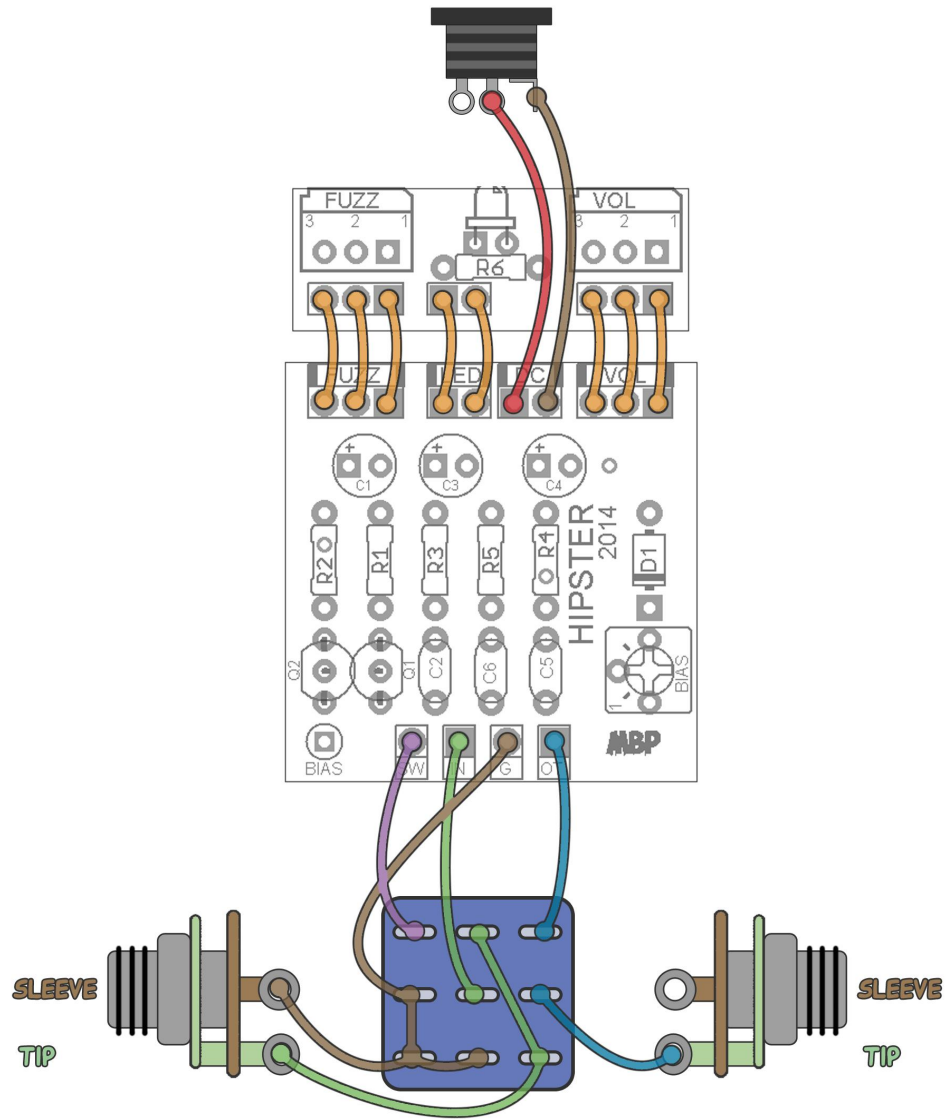 FUZZ
VOL
3 2 1
3 2 1
R6
FUZZ
LED
DC
VOL
+
+
+
C1
C3
C4
R2
R1
R3
R5
R4
HIPSTER
2014
D1
Q2
Q1
C2
C6
C5
1
BIAS
BIAS
SW
IN
G
OT
MBP
SLEEVE
SLEEVE
TIP
TIP